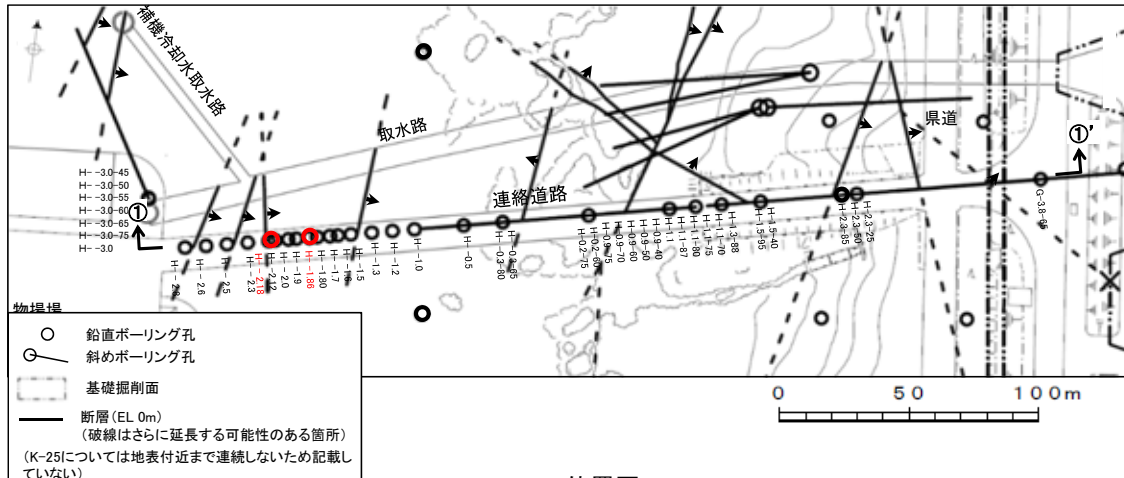 補機冷却水取水路
取水路
連絡道路
県道
①
①'
H- -3.0-45
H- -3.0-50
H- -3.0-55
H- -3.0-60
H- -3.0-65
H- -3.0-75
H- -3.0
H- - 2.8
H- - 2.6
H- - 2.5
H- - 2.3
H- - 2.18
H- - 2.12
H- - 2.0
H- -1.9
H- -1.86
H- -1.80
H- -1.7
H- -1.6
H- -1.5
H- -1.3
H- -1.2
H- -1.0
H- -0.5
H- -0.3-80
H- -0.3-65
H-0.2-75
H-0.2-60
H-0.9-75
H-0.9-70
H-0.9-60
H-0.9-50
H-0.9-40
H-1.1-87
H-1.1-80
H-1.1-75
H-1.1-70
H-1.3-88
H-1.5-95
H-1.5-40
H-2.3-85
H-2.3-50
H-2.3-25
G-3.8-65
物場場
鉛直ボーリング孔
斜めボーリング孔
基礎掘削面
断層(EL 0m)
(破線はさらに延長する可能性のある箇所)
(K-25については地表付近まで連続しないため記載し
ていない)
0 50 100m